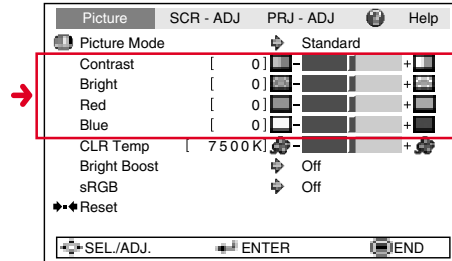 Picture SCR - ADJ PRJ - ADJ Help
Picture Mode Standard
Contrast [ 0] - +
Bright [ 0] - +
Red [ 0] - +
Blue [ 0] - +
CLR Temp [ 7500K] - +
Bright Boost Off
sRGB Off
Reset
SEL./ADJ. ENTER END